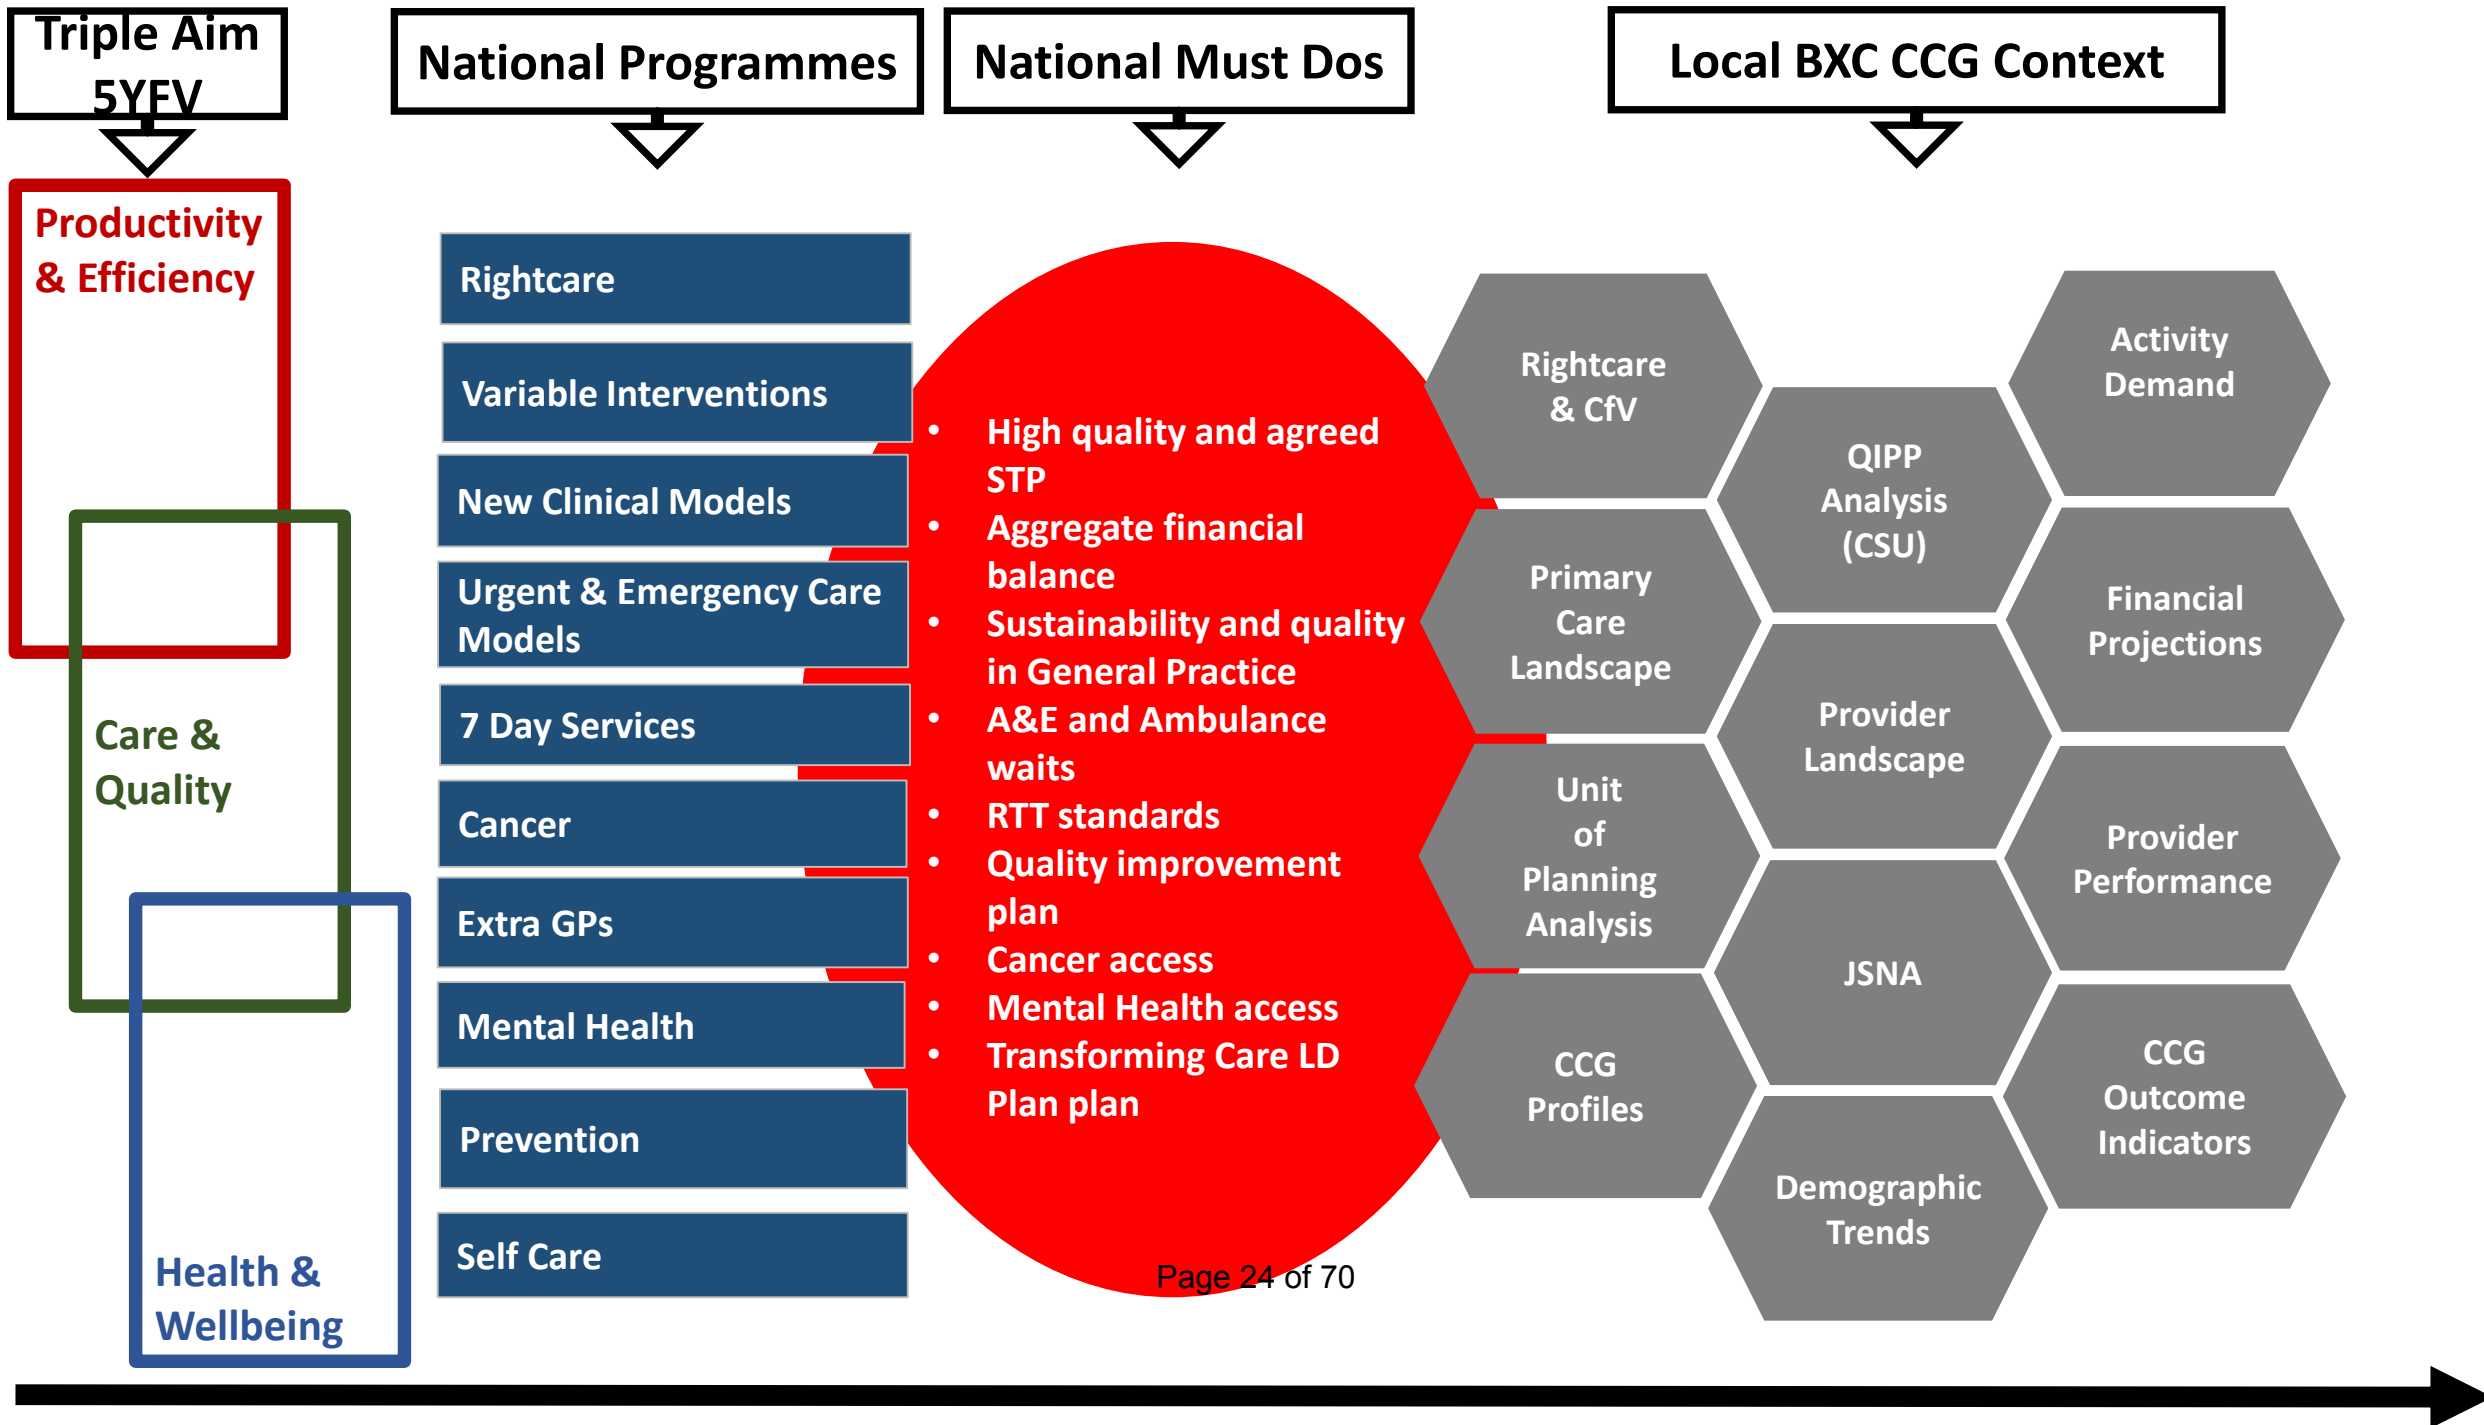 Triple Aim
5YFV
National Programmes
National Must Dos
Local BXC CCG Context
Productivity
& Efficiency
Care &
Quality
Health &
Wellbeing
Rightcare
Variable Interventions
New Clinical Models
Urgent & Emergency Care
Models
7 Day Services
Cancer
Extra GPs
Mental Health
Prevention
Self Care
• High quality and agreed
STP
• Aggregate financial
balance
• Sustainability and quality
in General Practice
• A&E and Ambulance
waits
• RTT standards
• Quality improvement
plan
• Cancer access
• Mental Health access
• Transforming Care LD
Plan plan
Rightcare
& CfV
Primary
Care
Landscape
Unit
of
Planning
Analysis
CCG
Profiles
QIPP
Analysis
(CSU)
Provider
Landscape
JSNA
Demographic
Trends
Activity
Demand
Financial
Projections
Provider
Performance
CCG
Outcome
Indicators
Page 24 of 70